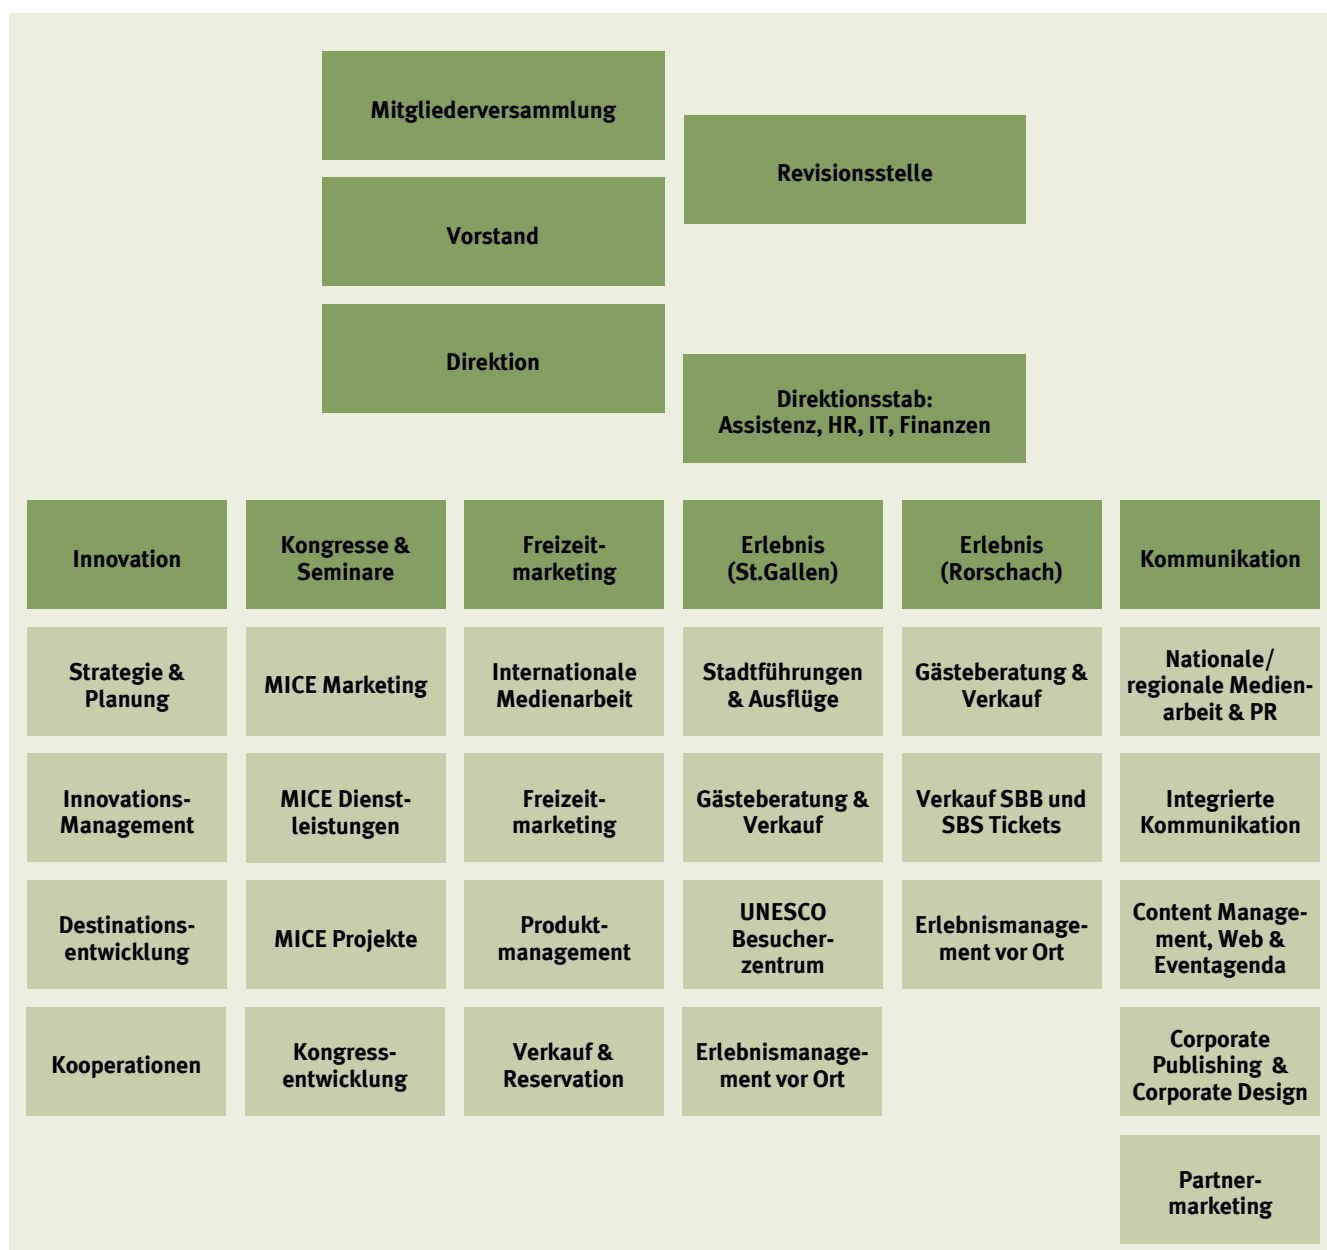 Mitgliederversammlung
Revisionsstelle
Vorstand
Direktion
Direktionsstab:
Assistenz, HR, IT, Finanzen
Innovation
Strategie &
Planung
Innovations-
Management
Destinations-
entwicklung
Kooperationen
Kongresse &
Seminare
MICE Marketing
MICE Dienst-
leistungen
MICE Projekte
Kongress-
entwicklung
Freizeit-
marketing
Internationale
Medienarbeit
Freizeit-
marketing
Produkt-
management
Verkauf &
Reservation
Erlebnis
(St.Gallen)
Stadtführungen
& Ausflüge
Gästeberatung &
Verkauf
UNESCO
Besucher-
zentrum
Erlebnismanage-
ment vor Ort
Erlebnis
(Rorschach)
Gästeberatung &
Verkauf
Verkauf SBB und
SBS Tickets
Erlebnismanage-
ment vor Ort
Kommunikation
Nationale/
regionale Medien-
arbeit & PR
Integrierte
Kommunikation
Content Manage-
ment, Web &
Eventagenda
Corporate
Publishing &
Corporate Design
Partner-
marketing